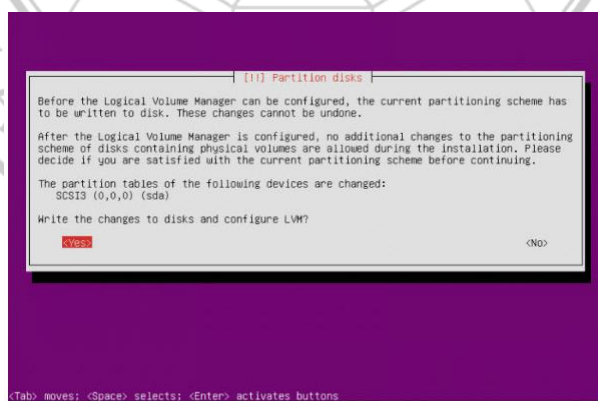 [!!] Partition disks
Before the Logical Volume Manager can be configured, the current partitioning scheme has
to be written to disk. These changes cannot be undone.
After the Logical Volume Manager is configured, no additional changes to the partitioning
scheme of disks containing physical volumes are allowed during the installation. Please
decide if you are satisfied with the current partitioning scheme before continuing.
The partition tables of the following devices are changed:
SCSI3 (0,0,0) (sda)
Write the changes to disks and configure LVM?
<Yes> <No>
<Tab> moves; <Space> selects; <Enter> activates buttons